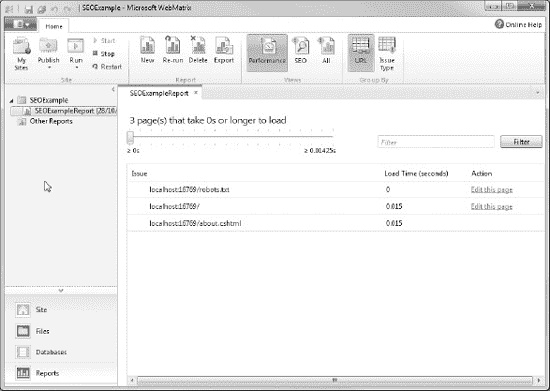 SEOExample - Microsoft WebMatrix
Home
Online Help
My Sites
Publish
Run
Start
Stop
Restart
Site
New
Re-run
Delete
Export
Report
Performance
SEO
All
Views
URL
Issue Type
Group By
SEOExample
SEOExampleReport [28/10/
Other Reports
SEOExampleReport ×
3 page(s) that take 0s or longer to load
≥ 0s
≥ 0.01425s
Filter
Filter
Issue Load Time (seconds) Action
localhost:16769/robots.txt 0 Edit this page
localhost:16769/ 0.015 Edit this page
localhost:16769/about.cshtml 0.015
Site
Files
Databases
Reports